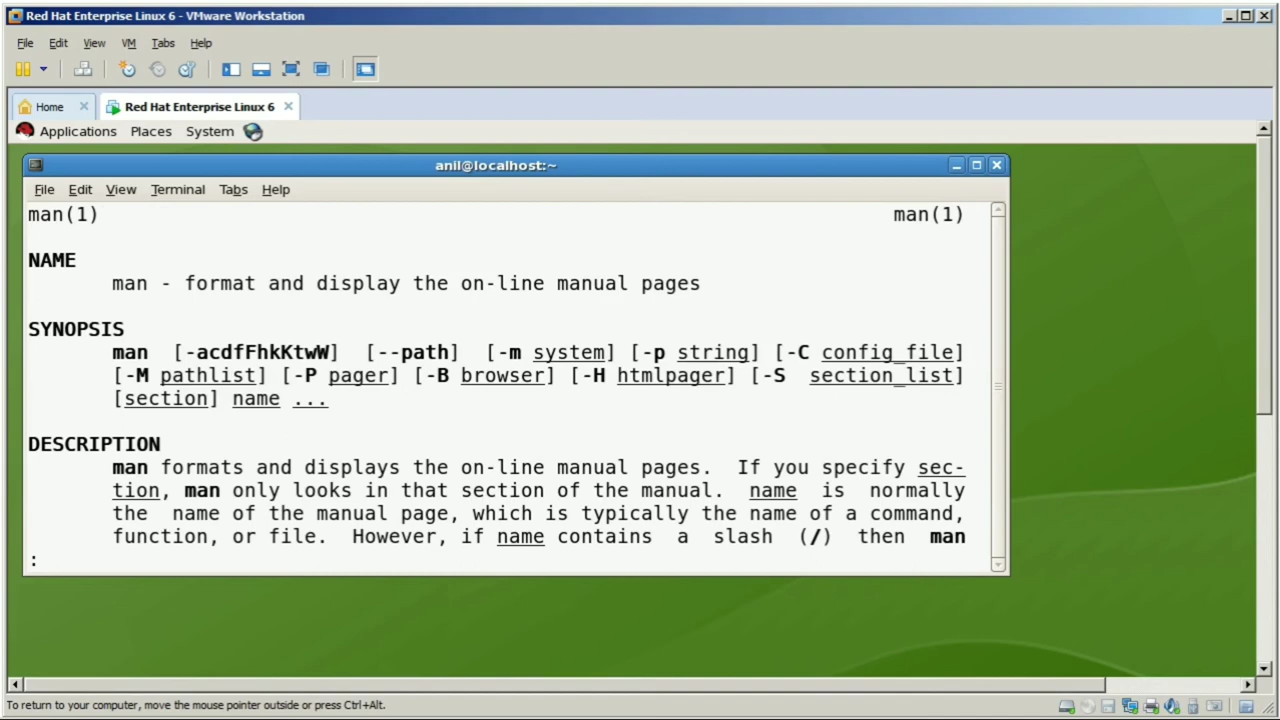 Red Hat Enterprise Linux 6 - VMware Workstation
File Edit View VM Tabs Help
Home Red Hat Enterprise Linux 6
Applications Places System
anil@localhost:~
File Edit View Terminal Tabs Help
man(1) man(1)
NAME
man - format and display the on-line manual pages
SYNOPSIS
man [-acdfFhkKtwW] [--path] [-m system] [-p string] [-C config_file]
[-M pathlist] [-P pager] [-B browser] [-H htmlpager] [-S section_list]
[section] name ...
DESCRIPTION
man formats and displays the on-line manual pages. If you specify sec-
tion, man only looks in that section of the manual. name is normally
the name of the manual page, which is typically the name of a command,
function, or file. However, if name contains a slash (/) then man
:
To return to your computer, move the mouse pointer outside or press Ctrl+Alt.